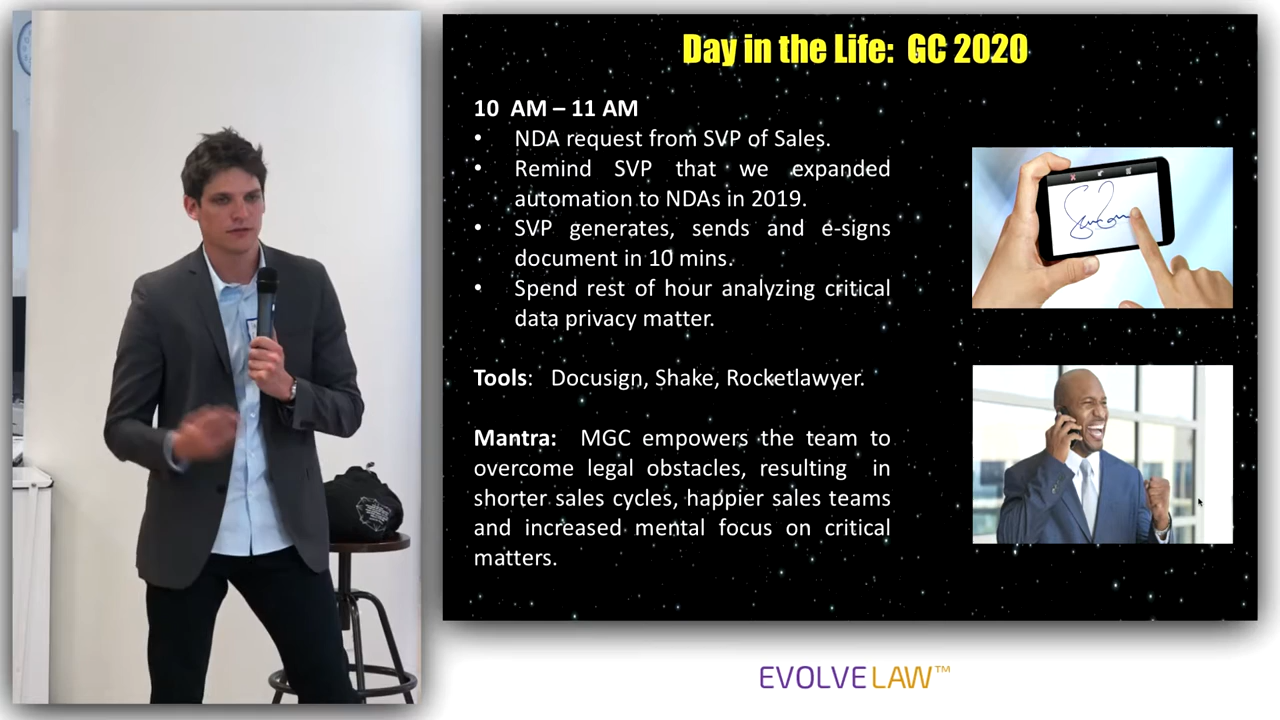 Day in the Life: GC 2020
10 AM – 11 AM
• NDA request from SVP of Sales.
• Remind SVP that we expanded
automation to NDAs in 2019.
• SVP generates, sends and e-signs
document in 10 mins.
• Spend rest of hour analyzing critical
data privacy matter.
Tools: Docusign, Shake, Rocketlawyer.
Mantra: MGC empowers the team to
overcome legal obstacles, resulting in
shorter sales cycles, happier sales teams
and increased mental focus on critical
matters.
EVOLVELAW™